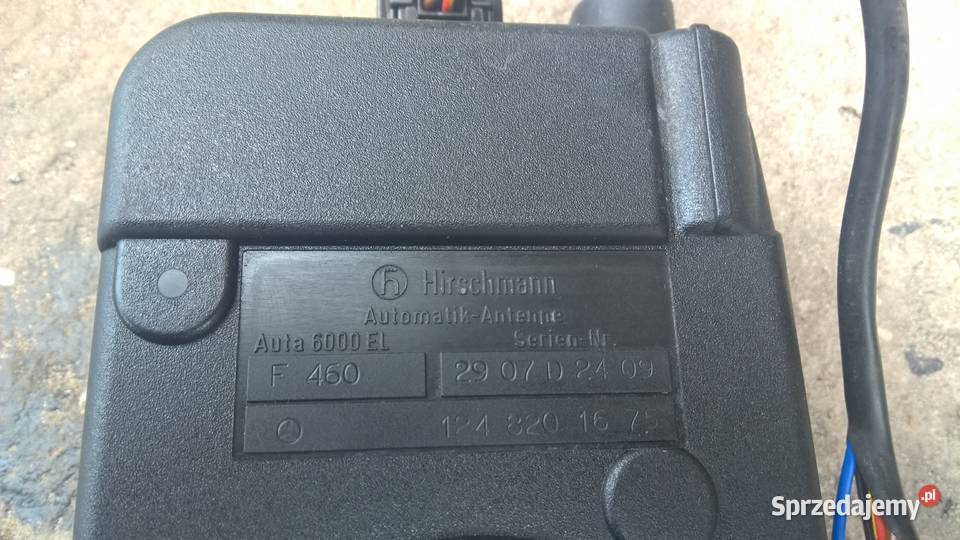 Hirschmann
Automatik-Antenne
Auta 6000 EL Serien-Nr.
F 460 29 07 D 24 09
124 820 16 75
Sprzedajemy.pl